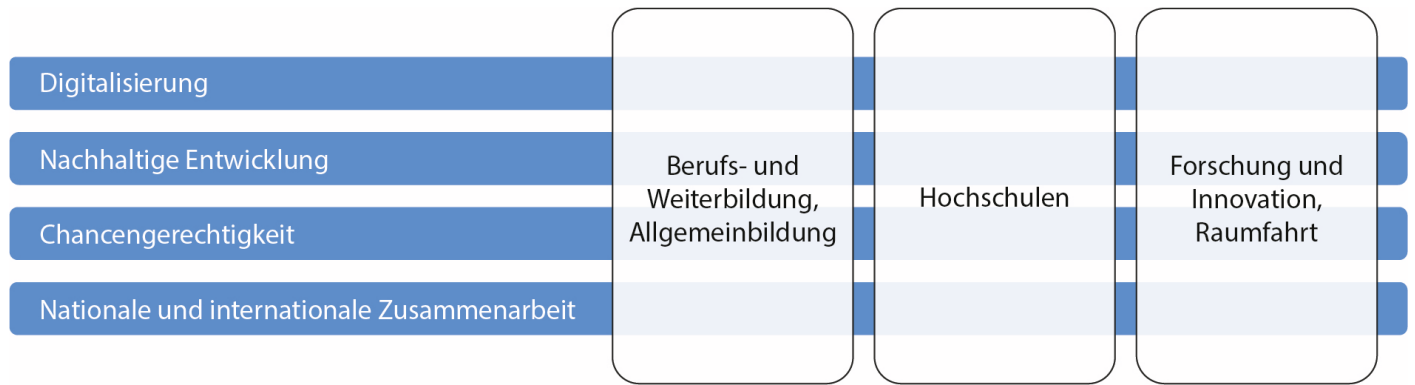 Digitalisierung
Nachhaltige Entwicklung
Chancengerechtigkeit
Nationale und internationale Zusammenarbeit
Berufs- und
Weiterbildung,
Allgemeinbildung
Hochschulen
Forschung und
Innovation,
Raumfahrt